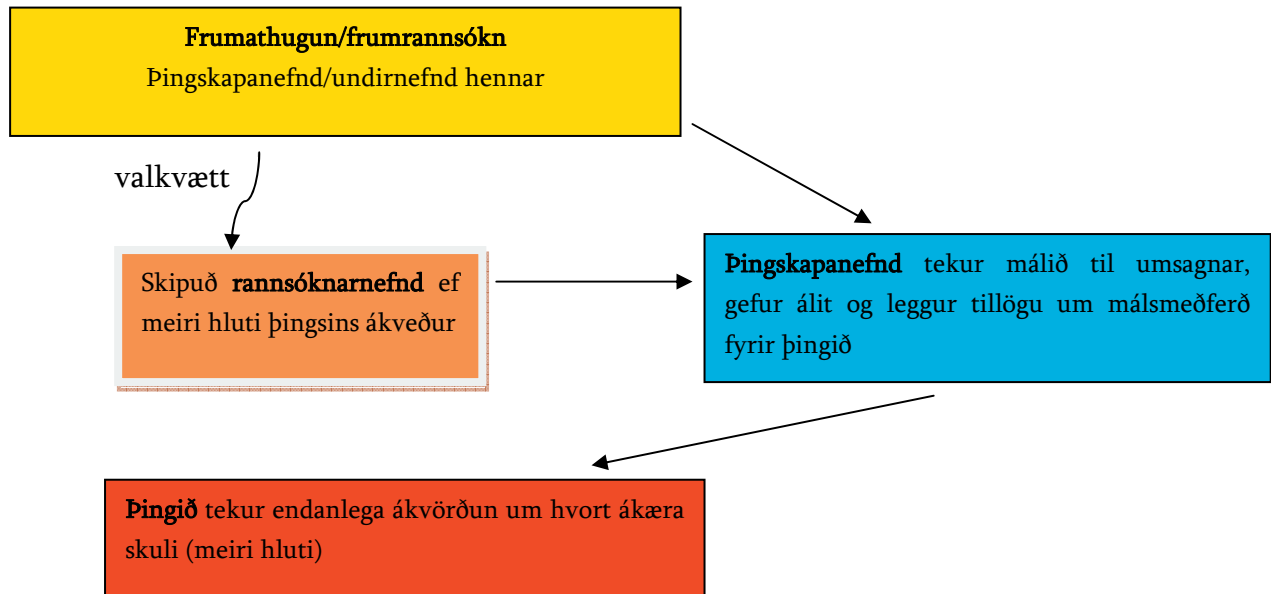 Frumathugun/frumrannsókn
Þingskapanefnd/undirnefnd hennar
valkvætt
Skipuð rannsóknarnefnd ef
meiri hluti þingsins ákveður
Þingskapanefnd tekur málið til umsagnar,
gefur álit og leggur tillögu um málsmeðferð
fyrir þingið
Þingið tekur endanlega ákvörðun um hvort ákæra
skuli (meiri hluti)